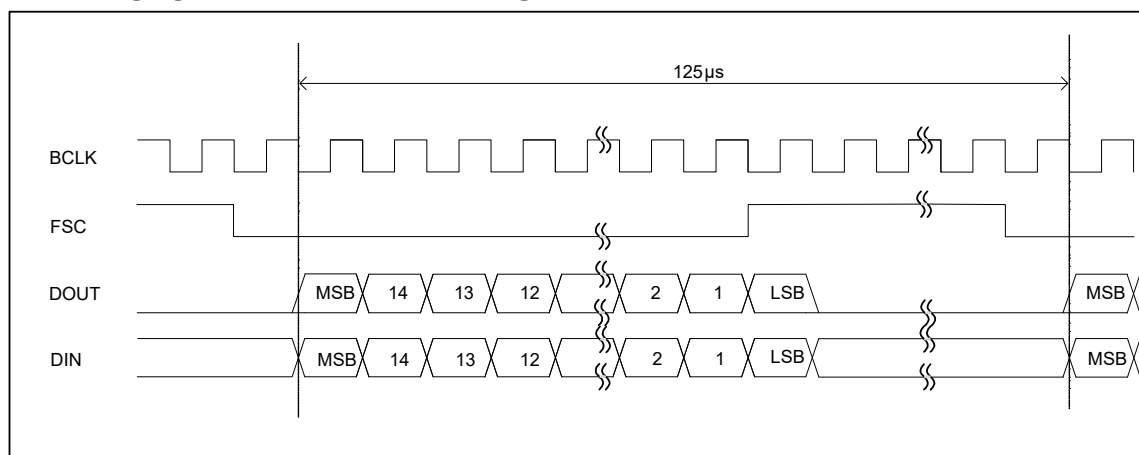 125µs
BCLK
FSC
DOUT MSB 14 13 12 2 1 LSB MSB
DIN MSB 14 13 12 2 1 LSB MSB